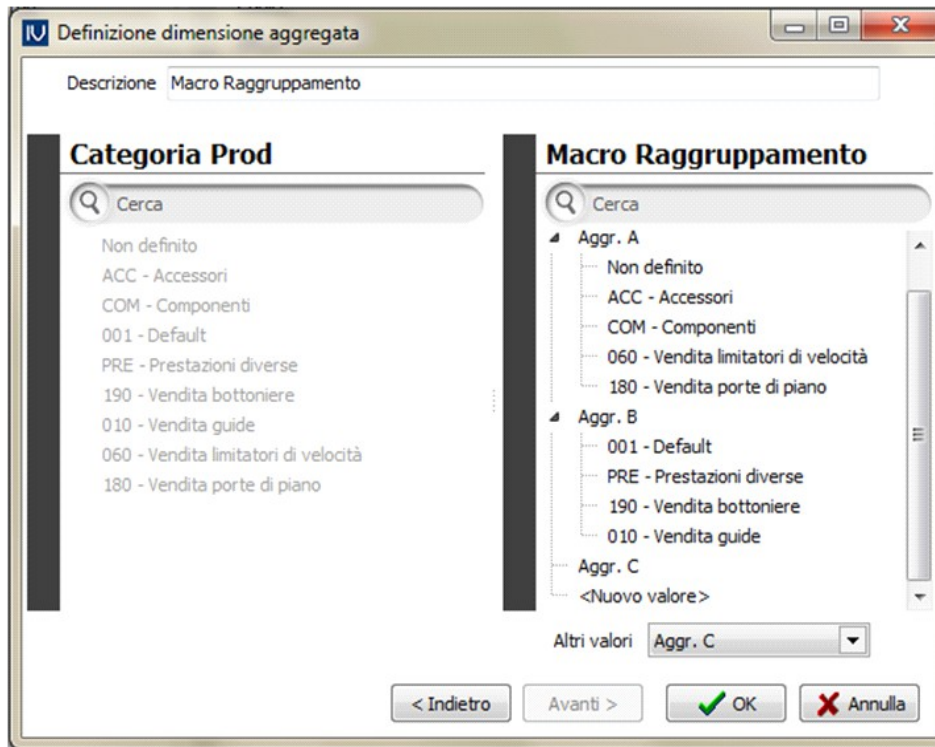 Definizione dimensione aggregata
Descrizione Macro Raggruppamento
Categoria Prod
Cerca
Non definito
ACC - Accessori
COM - Componenti
001 - Default
PRE - Prestazioni diverse
190 - Vendita bottoniere
010 - Vendita guide
060 - Vendita limitatori di velocità
180 - Vendita porte di piano
Macro Raggruppamento
Cerca
Aggr. A
Non definito
ACC - Accessori
COM - Componenti
060 - Vendita limitatori di velocità
180 - Vendita porte di piano
Aggr. B
001 - Default
PRE - Prestazioni diverse
190 - Vendita bottoniere
010 - Vendita guide
Aggr. C
<Nuovo valore>
Altri valori Aggr. C
< Indietro Avanti > OK Annulla